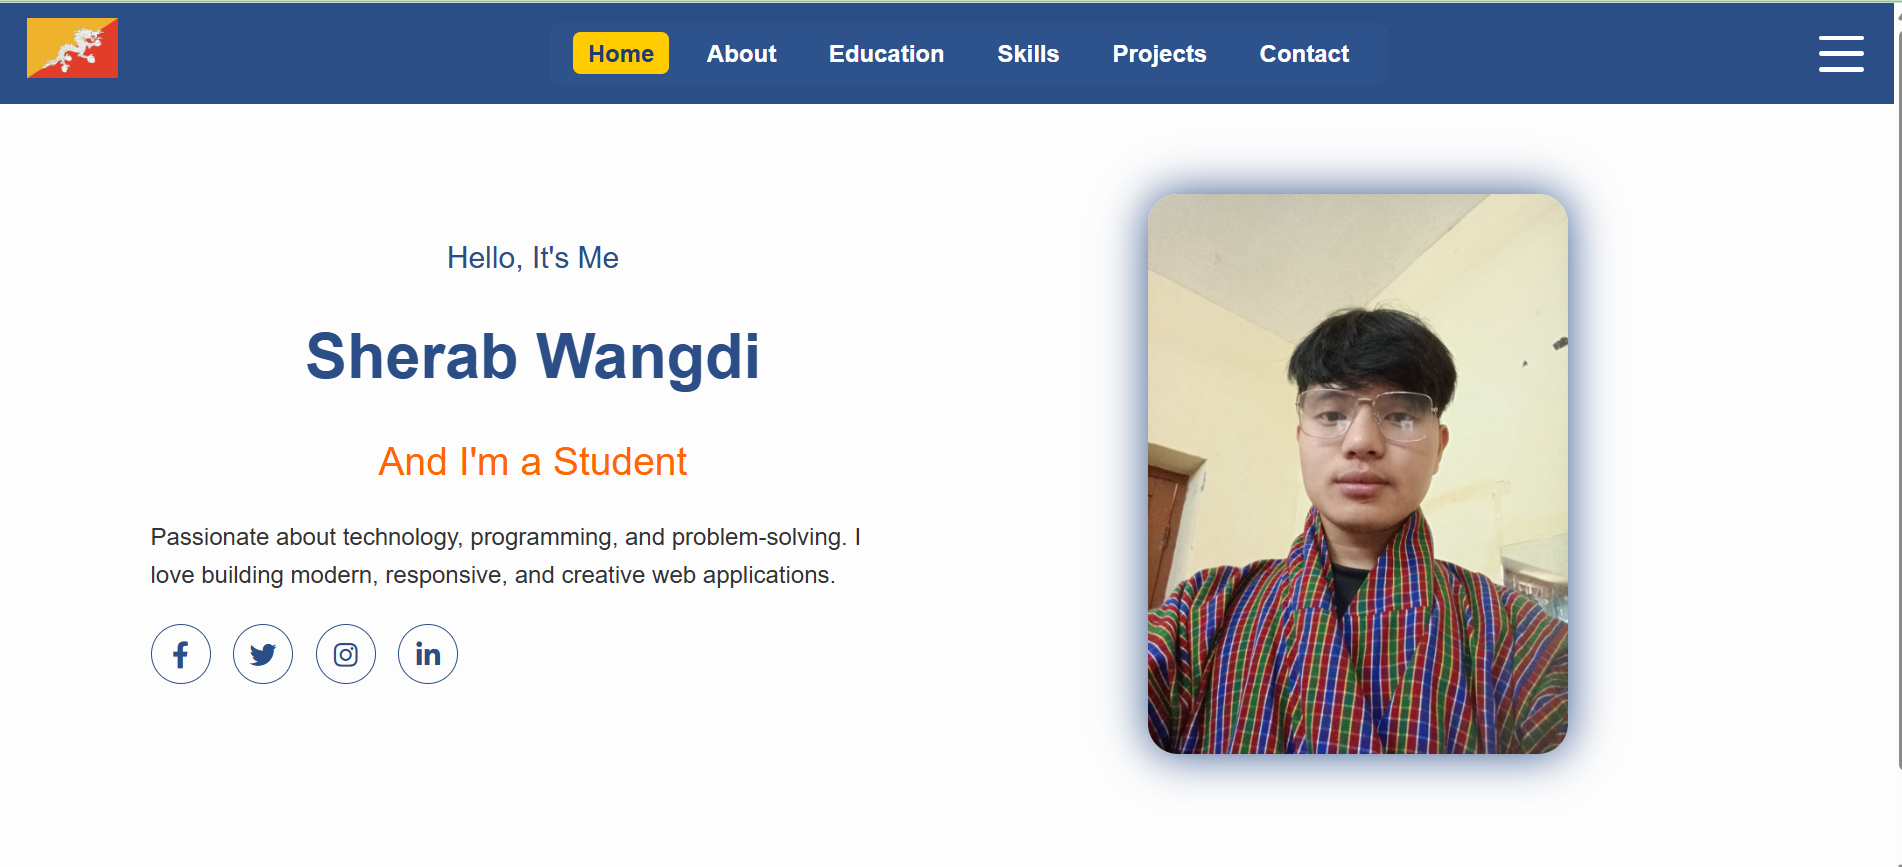 Home About Education Skills Projects Contact
Hello, It's Me
Sherab Wangdi
And I'm a Student
Passionate about technology, programming, and problem-solving. I
love building modern, responsive, and creative web applications.